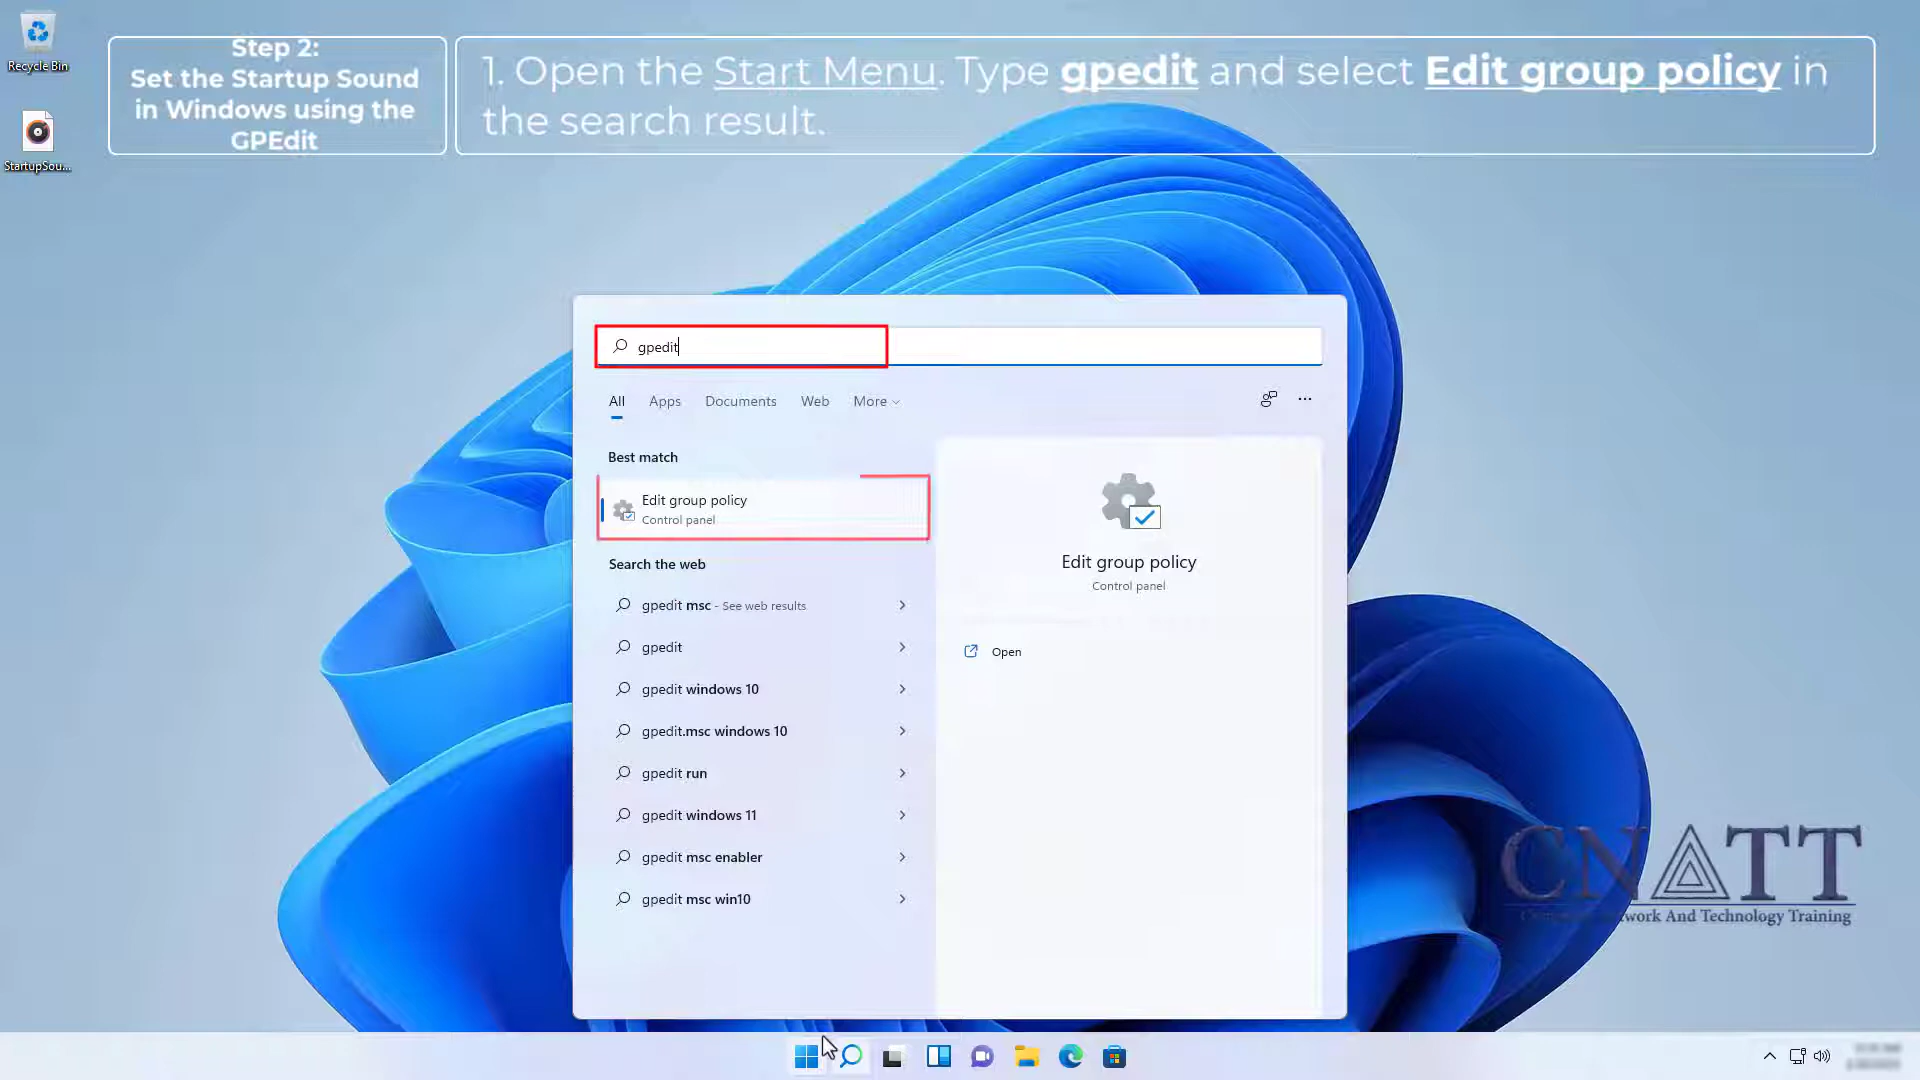 Recycle Bin
StartupSou...
Step 2:
Set the Startup Sound
in Windows using the
GPEdit
1. Open the Start Menu. Type gpedit and select Edit group policy in
the search result.
gpedit
All Apps Documents Web More
Best match
Edit group policy
Control panel
Search the web
gpedit msc - See web results
gpedit
gpedit windows 10
gpedit.msc windows 10
gpedit run
gpedit windows 11
gpedit msc enabler
gpedit msc win10
Edit group policy
Control panel
Open
CNATT
And Technology Training